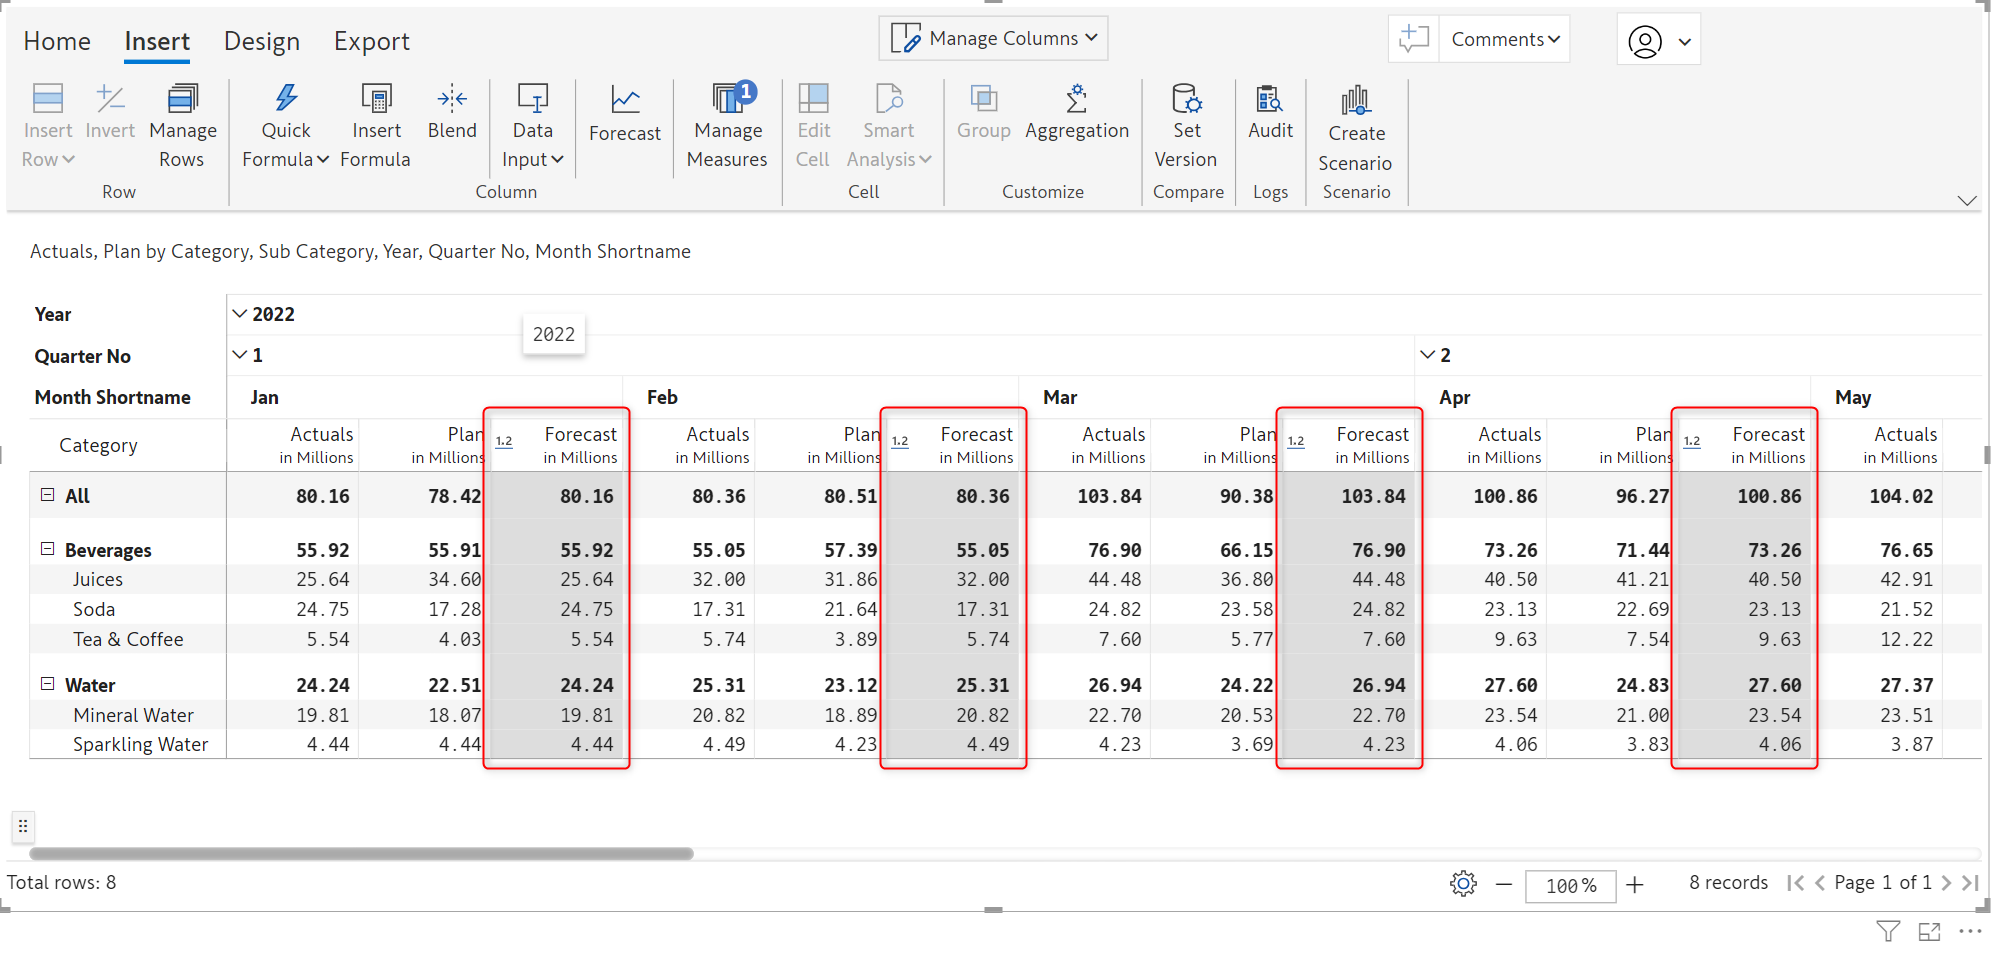 Home Insert Design Export Manage Columns Comments
Insert Invert Manage Quick Insert Blend Data Forecast Manage 1 Edit Smart Group Aggregation Set Audit Create
Row Rows Formula Formula Input Measures Cell Analysis Version Scenario
Row Column Cell Customize Compare Logs Scenario
Actuals, Plan by Category, Sub Category, Year, Quarter No, Month Shortname
Year 2022
2022
Quarter No 1 2
Month Shortname Jan Feb Mar Apr May
Category Actuals Plan 1.2 Forecast Actuals Plan 1.2 Forecast Actuals Plan 1.2 Forecast Actuals Plan 1.2 Forecast Actuals
in Millions in Millions in Millions in Millions in Millions in Millions in Millions in Millions in Millions in Millions in Millions in Millions in Millions
All 80.16 78.42 80.16 80.36 80.51 80.36 103.84 90.38 103.84 100.86 96.27 100.86 104.02
Beverages 55.92 55.91 55.92 55.05 57.39 55.05 76.90 66.15 76.90 73.26 71.44 73.26 76.65
Juices 25.64 34.60 25.64 32.00 31.86 32.00 44.48 36.80 44.48 40.50 41.21 40.50 42.91
Soda 24.75 17.28 24.75 17.31 21.64 17.31 24.82 23.58 24.82 23.13 22.69 23.13 21.52
Tea & Coffee 5.54 4.03 5.54 5.74 3.89 5.74 7.60 5.77 7.60 9.63 7.54 9.63 12.22
Water 24.24 22.51 24.24 25.31 23.12 25.31 26.94 24.22 26.94 27.60 24.83 27.60 27.37
Mineral Water 19.81 18.07 19.81 20.82 18.89 20.82 22.70 20.53 22.70 23.54 21.00 23.54 23.51
Sparkling Water 4.44 4.44 4.44 4.49 4.23 4.49 4.23 3.69 4.23 4.06 3.83 4.06 3.87
Total rows: 8 100% 8 records Page 1 of 1